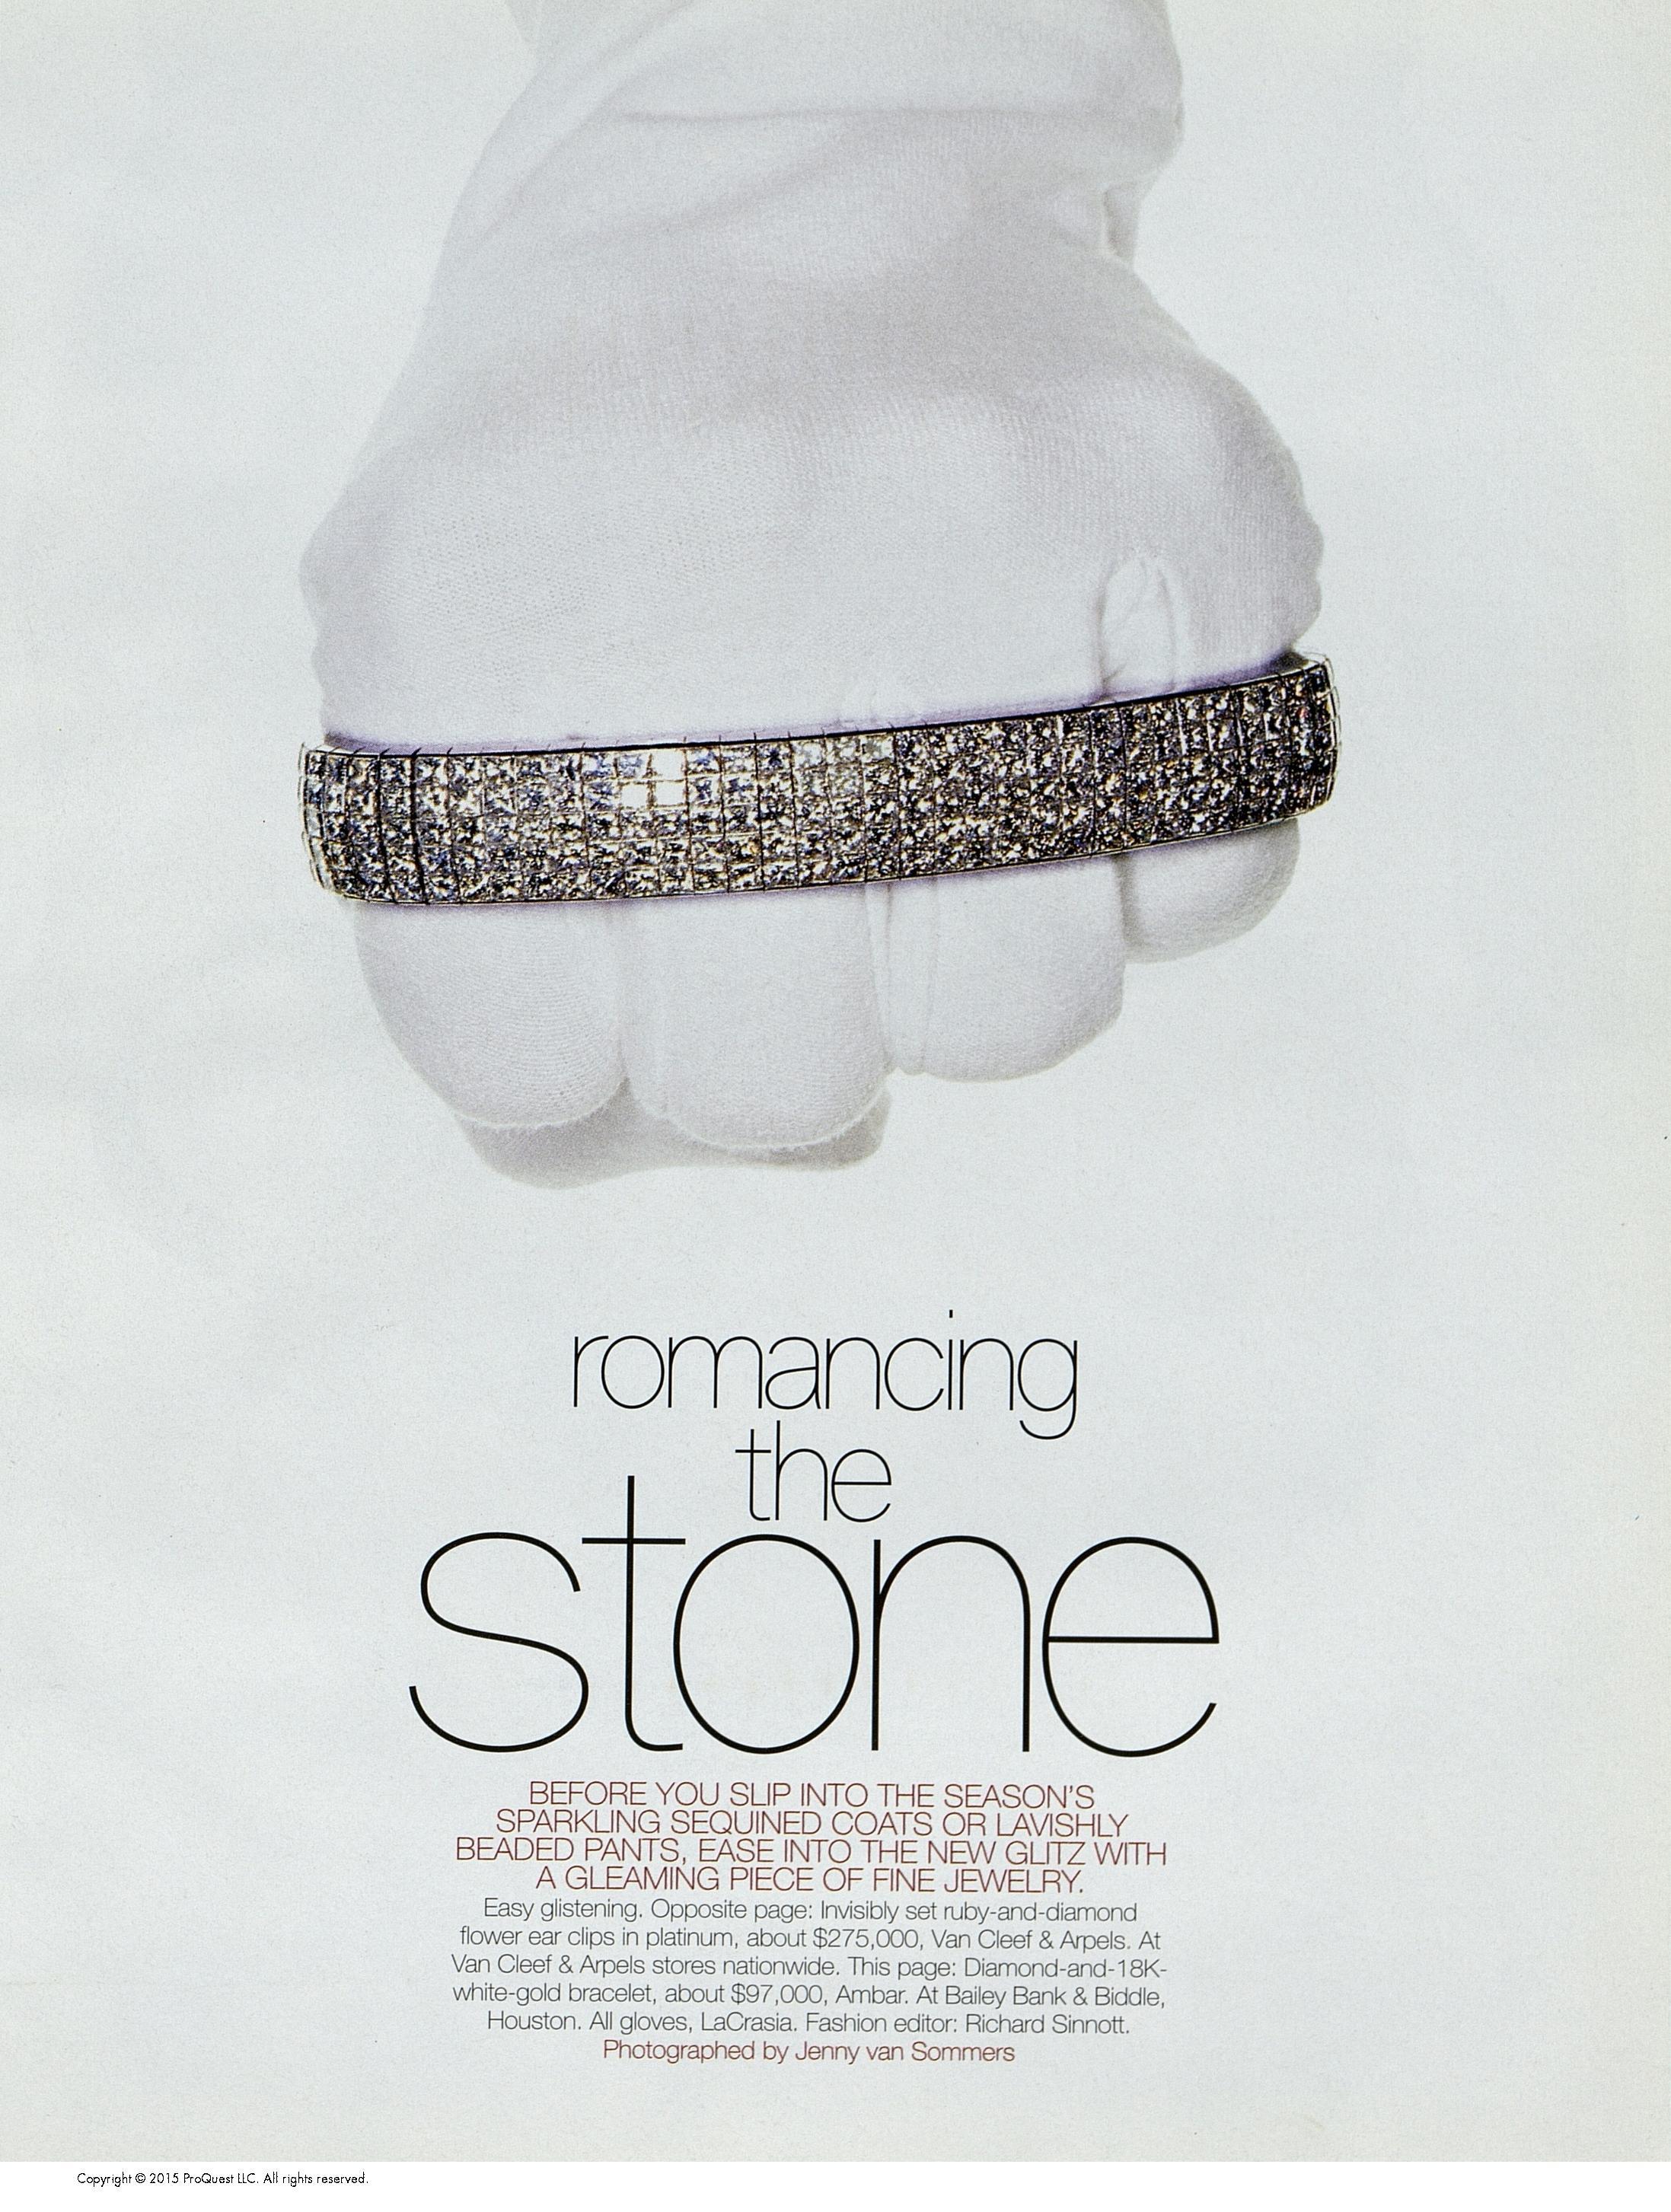 romancing
the
stone
BEFORE YOU SLIP INTO THE SEASON'S
SPARKLING SEQUINED COATS OR LAVISHLY
BEADED PANTS, EASE INTO THE NEW GLITZ WITH
A GLEAMING PIECE OF FINE JEWELRY.
Easy glistening. Opposite page: Invisibly set ruby-and-diamond
flower ear clips in platinum, about $275,000, Van Cleef & Arpels. At
Van Cleef & Arpels stores nationwide. This page: Diamond-and-18K-
white-gold bracelet, about $97,000, Ambar. At Bailey Bank & Biddle,
Houston. All gloves, LaCrasia. Fashion editor: Richard Sinnott.
Photographed by Jenny van Sommers
Copyright © 2015 ProQuest LLC. All rights reserved.